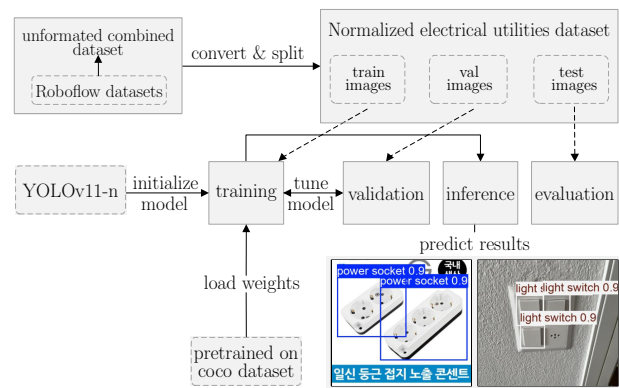 unformated combined
dataset
Roboflow datasets
convert & split
Normalized electrical utilities dataset
train
images
val
images
test
images
YOLOv11-n
initialize
model
training
tune
model
validation
inference
evaluation
predict results
load weights
pretrained on
coco dataset
국내
power socket 0.9
power socket 0.9
일신 둥근 접지 노출 콘센트
light
light switch 0.9
light switch 0.9